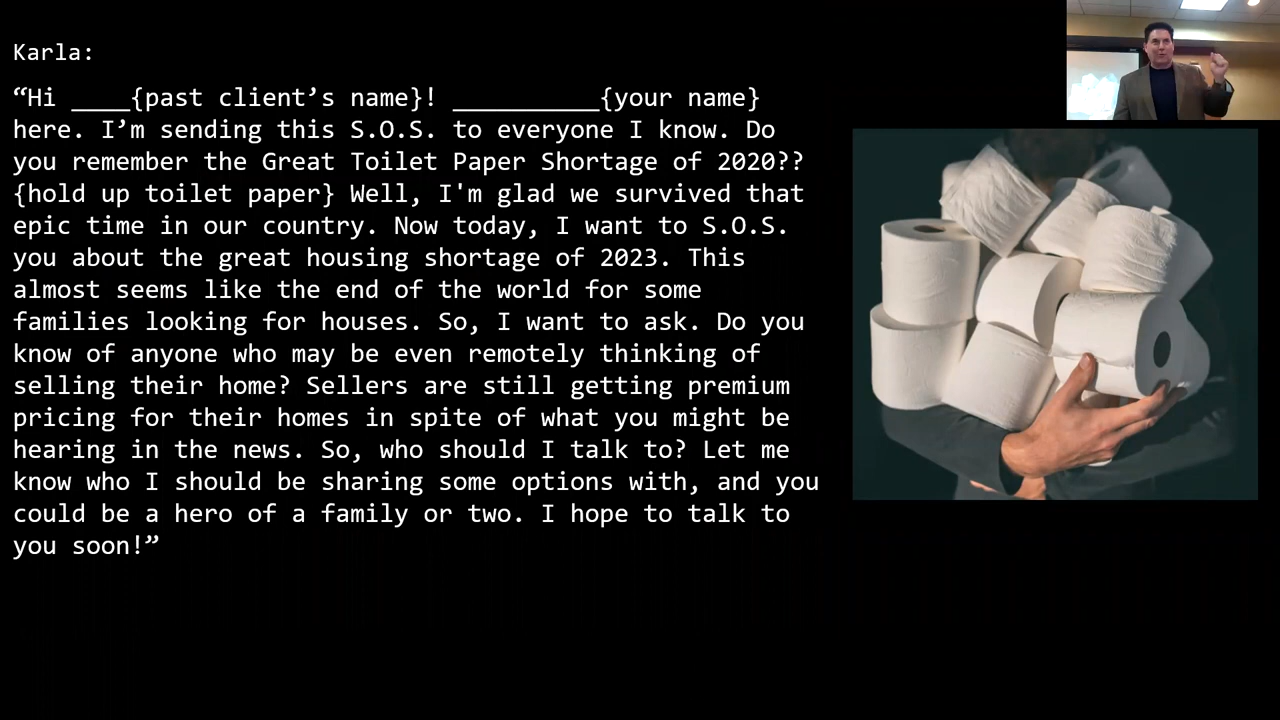 Karla:
“Hi ____{past client’s name}! __________{your name}
here. I’m sending this S.O.S. to everyone I know. Do
you remember the Great Toilet Paper Shortage of 2020??
{hold up toilet paper} Well, I'm glad we survived that
epic time in our country. Now today, I want to S.O.S.
you about the great housing shortage of 2023. This
almost seems like the end of the world for some
families looking for houses. So, I want to ask. Do you
know of anyone who may be even remotely thinking of
selling their home? Sellers are still getting premium
pricing for their homes in spite of what you might be
hearing in the news. So, who should I talk to? Let me
know who I should be sharing some options with, and you
could be a hero of a family or two. I hope to talk to
you soon!”